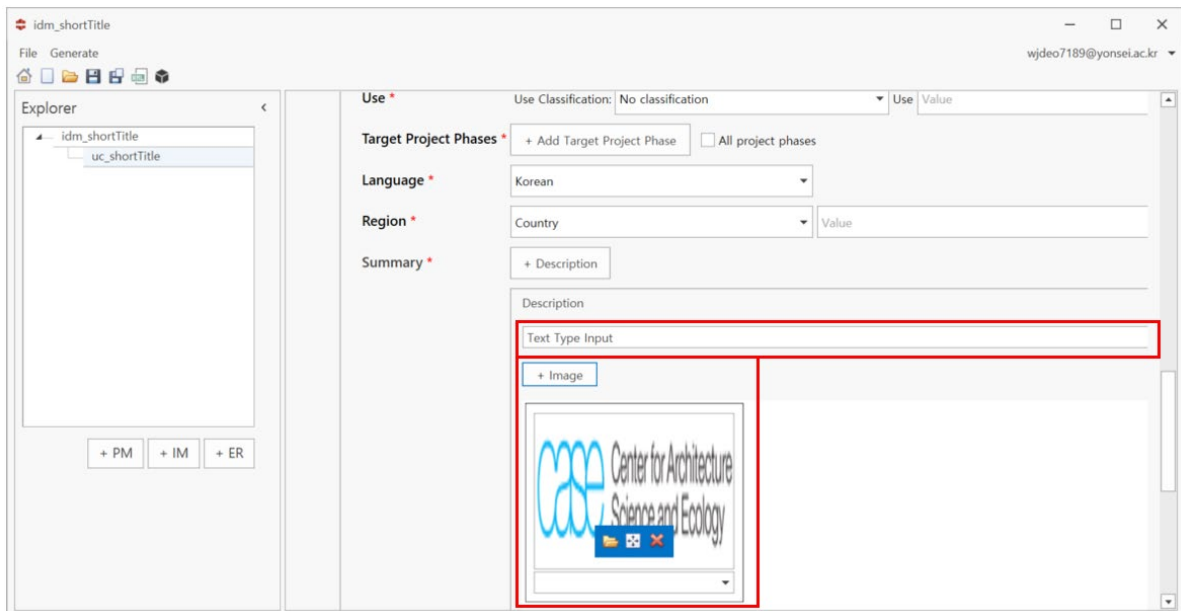 idm_shortTitle
File Generate
wjdeo7189@yonsei.ac.kr
Explorer
idm_shortTitle
uc_shortTitle
+ PM + IM + ER
Use * Use Classification: No classification Use Value
Target Project Phases * + Add Target Project Phase All project phases
Language * Korean
Region * Country Value
Summary * + Description
Description
Text Type Input
+ Image
case Center for Architecture
Science and Ecology